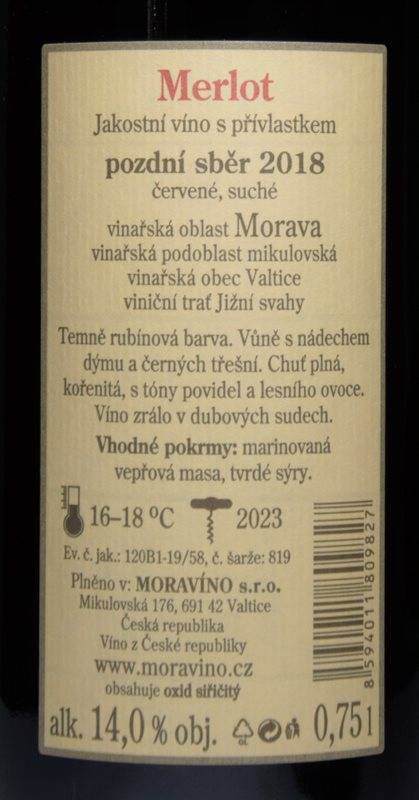 Merlot
Jakostní víno s přívlastkem
pozdní sběr 2018
červené, suché
vinařská oblast Morava
vinařská podoblast mikulovská
vinařská obec Valtice
viniční trať Jižní svahy
Temně rubínová barva. Vůně s nádechem
dýmu a černých třešní. Chuť plná,
kořenitá, s tóny povidel a lesního ovoce.
Víno zrálo v dubových sudech.
Vhodné pokrmy: marinovaná
vepřová masa, tvrdé sýry.
16–18 ºC 2023
Ev. č. jak.: 120B1-19/58, č. šarže: 819
Plněno v: MORAVÍNO s.r.o.
Mikulovská 176, 691 42 Valtice
Česká republika
Víno z České republiky
www.moravino.cz
obsahuje oxid siřičitý
8594011809827
alk. 14,0 % obj. GL 0,75 l